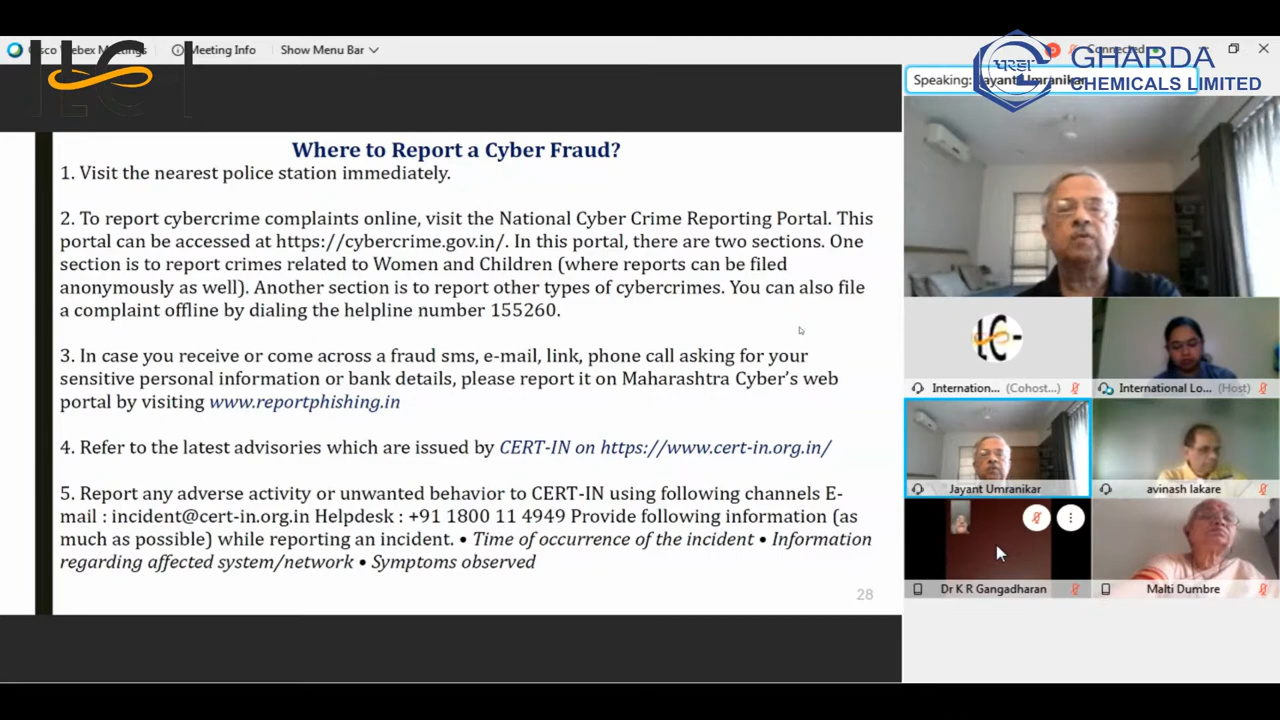 Cisco Webex Meetings
Meeting Info
Show Menu Bar
Connected
ILC
घरडा
GHARDA
CHEMICALS LIMITED
Speaking: Jayant Umranikar
Where to Report a Cyber Fraud?
1. Visit the nearest police station immediately.
2. To report cybercrime complaints online, visit the National Cyber Crime Reporting Portal. This
portal can be accessed at https://cybercrime.gov.in/. In this portal, there are two sections. One
section is to report crimes related to Women and Children (where reports can be filed
anonymously as well). Another section is to report other types of cybercrimes. You can also file
a complaint offline by dialing the helpline number 155260.
3. In case you receive or come across a fraud sms, e-mail, link, phone call asking for your
sensitive personal information or bank details, please report it on Maharashtra Cyber's web
portal by visiting www.reportphishing.in
4. Refer to the latest advisories which are issued by CERT-IN on https://www.cert-in.org.in/
5. Report any adverse activity or unwanted behavior to CERT-IN using following channels E-
mail : incident@cert-in.org.in Helpdesk : +91 1800 11 4949 Provide following information (as
much as possible) while reporting an incident. • Time of occurrence of the incident • Information
regarding affected system/network • Symptoms observed
28
Internation... (Cohost...)
International Lo... (Host)
Jayant Umranikar
avinash lakare
Dr K R Gangadharan
Malti Dumbre